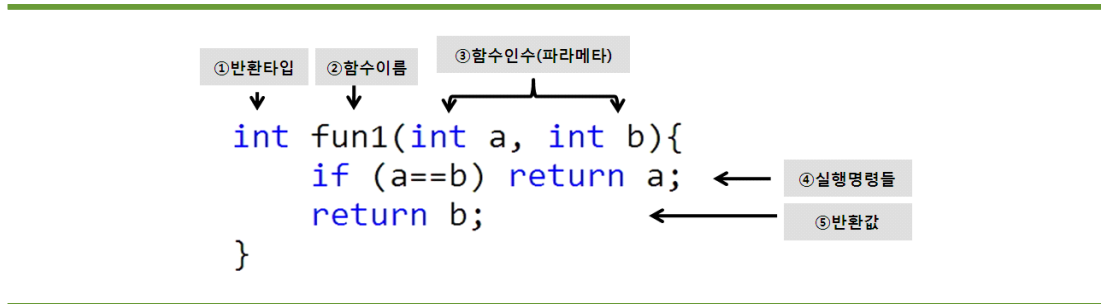 ①반환타입 ②함수이름 ③함수인수(파라메타)
int fun1(int a, int b){
if (a==b) return a; ④실행명령들
return b; ⑤반환값
}